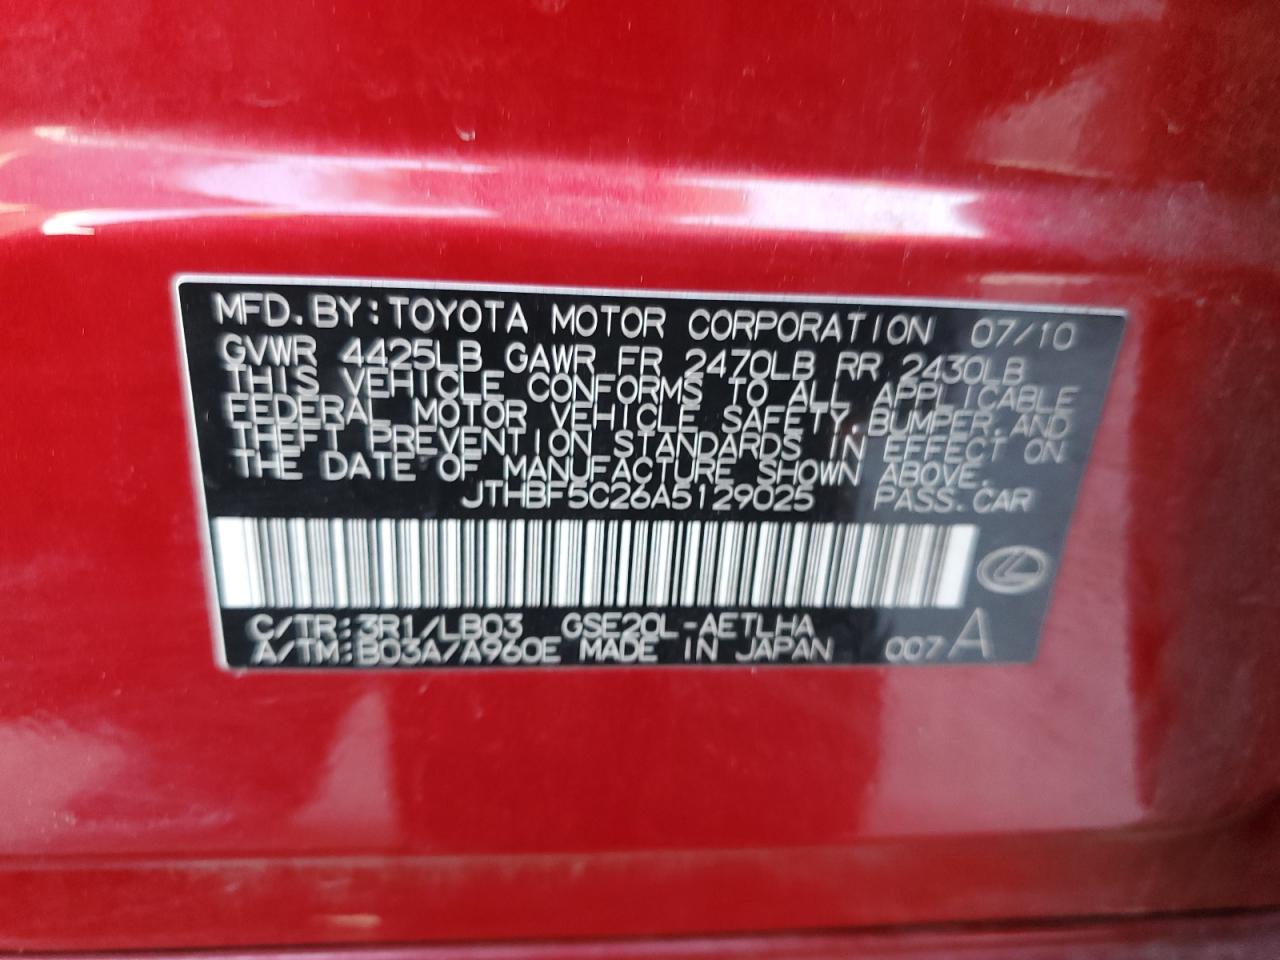 MFD.BY:TOYOTA MOTOR CORPORATION 07/10
GVWR 4425LB GAWR FR 2470LB RR 2430LB
THIS VEHICLE CONFORMS TO ALL APPLICABLE
FEDERAL MOTOR VEHICLE SAFETY,BUMPER,AND
THEFT PREVENTION STANDARDS IN EFFECT ON
THE DATE OF MANUFACTURE SHOWN ABOVE.
JTHBF5C26A5129025 PASS.CAR
C/TR:3R1/LB03 GSE20L-AETLHA
A/TM:B03A/A960E MADE IN JAPAN 007 A